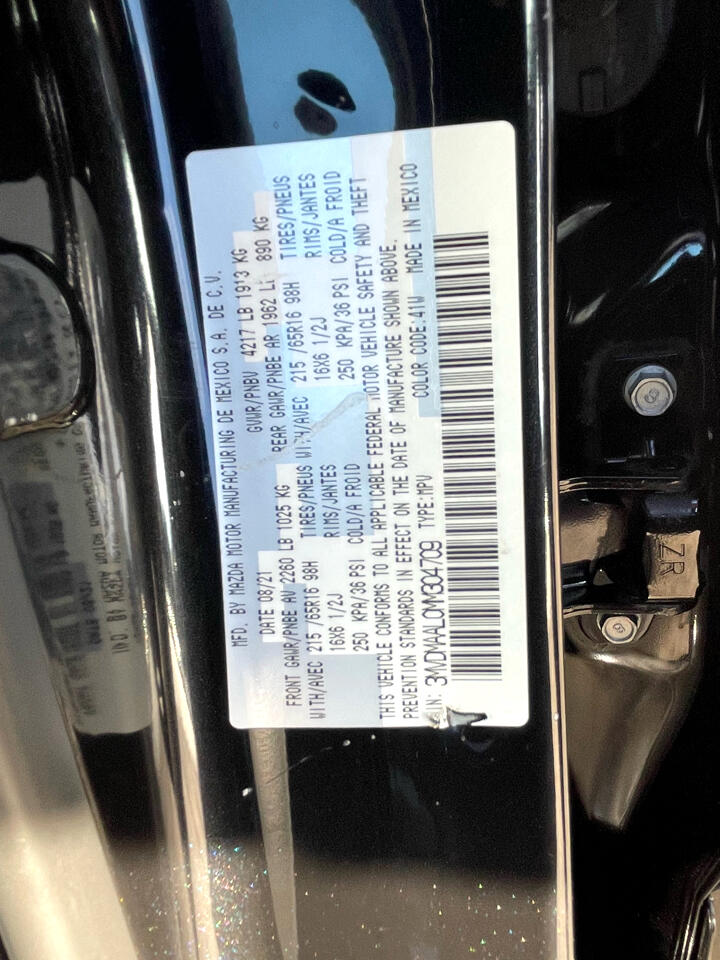 MFD. BY MAZDA MOTOR MANUFACTURING DE MEXICO S.A. DE C.V.
DATE 08/21 GVWR/PNBV 4217 LB 1913 KG
FRONT GAWR/PNBE AV 2260 LB 1025 KG REAR GAWR/PNBE AR 1962 LB 890 KG
WITH/AVEC 215 /65R16 98H TIRES/PNEUS WITH/AVEC 215 /65R16 98H TIRES/PNEUS
16X6 1/2J RIMS/JANTES 16X6 1/2J RIMS/JANTES
250 KPA/36 PSI COLD/A FROID 250 KPA/36 PSI COLD/A FROID
THIS VEHICLE CONFORMS TO ALL APPLICABLE FEDERAL MOTOR VEHICLE SAFETY AND THEFT
PREVENTION STANDARDS IN EFFECT ON THE DATE OF MANUFACTURE SHOWN ABOVE.
VIN: 3MVDMAAL0MM304709 TYPE:MPV COLOR CODE:41W MADE IN MEXICO
ZR
9
9